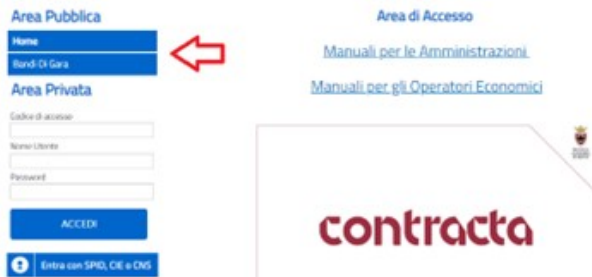 Area Pubblica
Home
Bandi Di Gara
Area Privata
Codice di accesso
Nome Utente
Password
ACCEDI
Entra con SPID, CIE o CNS
Area di Accesso
Manuali per le Amministrazioni
Manuali per gli Operatori Economici
contracta